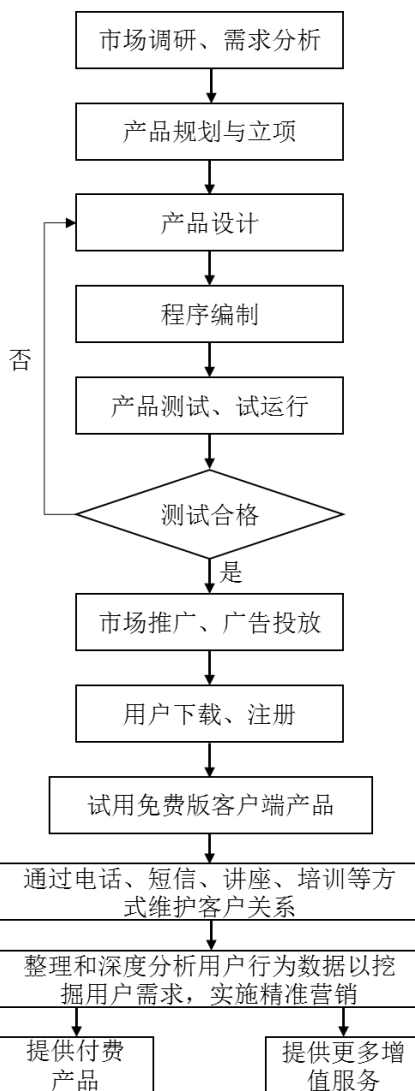 市场调研、需求分析
产品规划与立项
产品设计
程序编制
否
产品测试、试运行
测试合格
是
市场推广、广告投放
用户下载、注册
试用免费版客户端产品
通过电话、短信、讲座、培训等方
式维护客户关系
整理和深度分析用户行为数据以挖
掘用户需求，实施精准营销
提供付费
产品
提供更多增
值服务